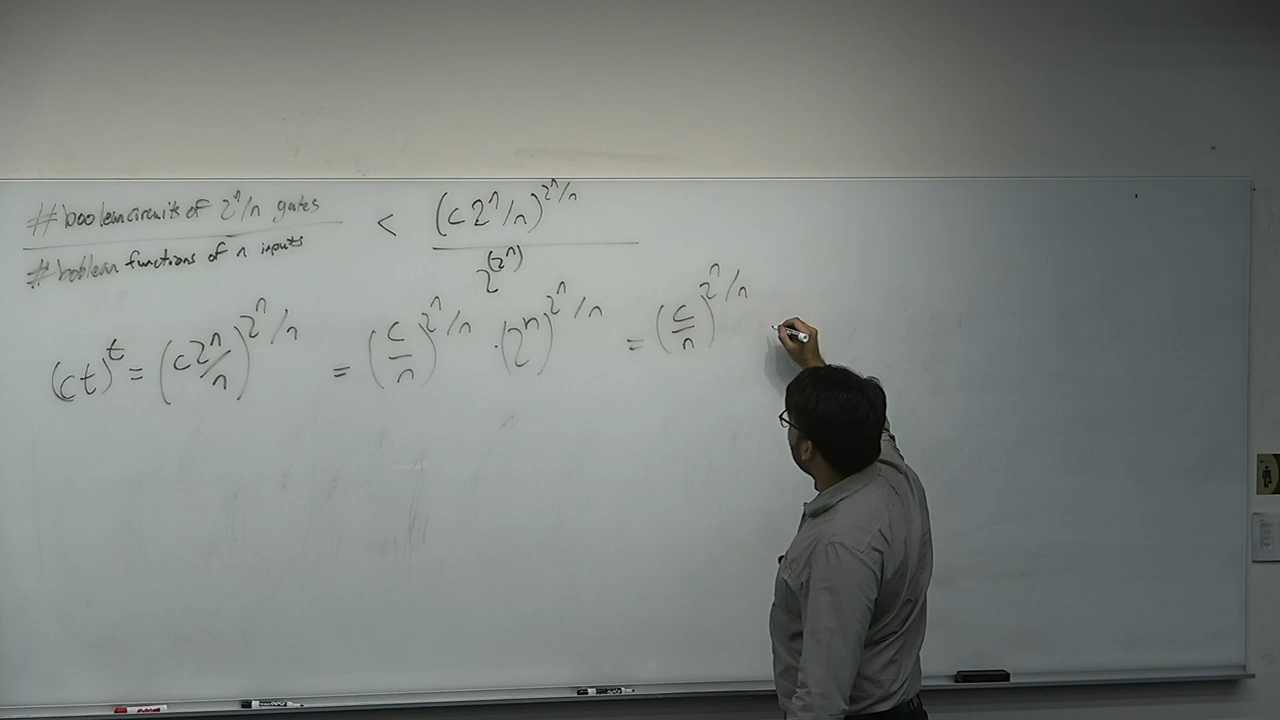 #boolean circuits of 2^n/n gates < (c2^n/n)^2^n/n
#boolean functions of n inputs 2^(2^n)
(ct)^t = (c2^n/n)^2^n/n = (c/n)^2^n/n · (2^n)^2^n/n = (c/n)^2^n/n